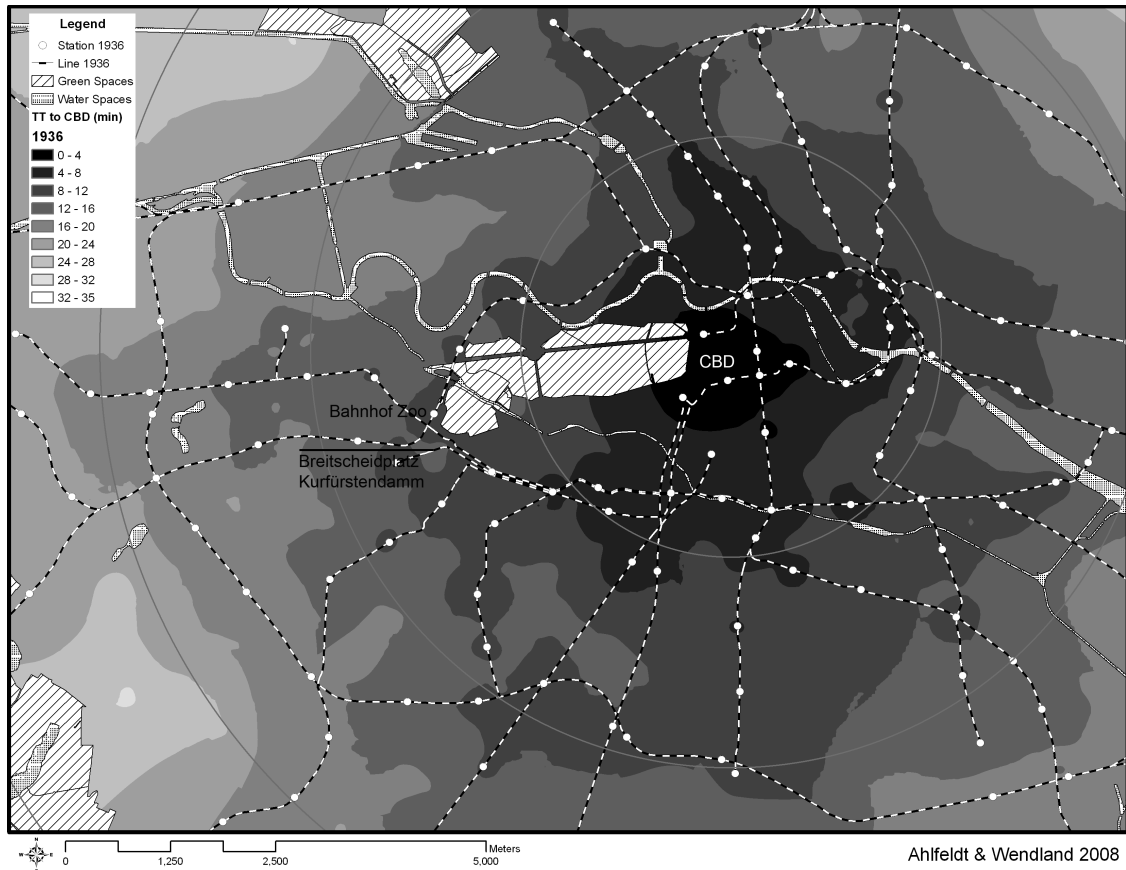 Legend
Station 1936
Line 1936
Green Spaces
Water Spaces
TT to CBD (min)
1936
0 - 4
4 - 8
8 - 12
12 - 16
16 - 20
20 - 24
24 - 28
28 - 32
32 - 35
CBD
Bahnhof Zoo
Breitscheidplatz
Kurfürstendamm
N
W E
S
Meters
0 1,250 2,500 5,000
Ahlfeldt & Wendland 2008